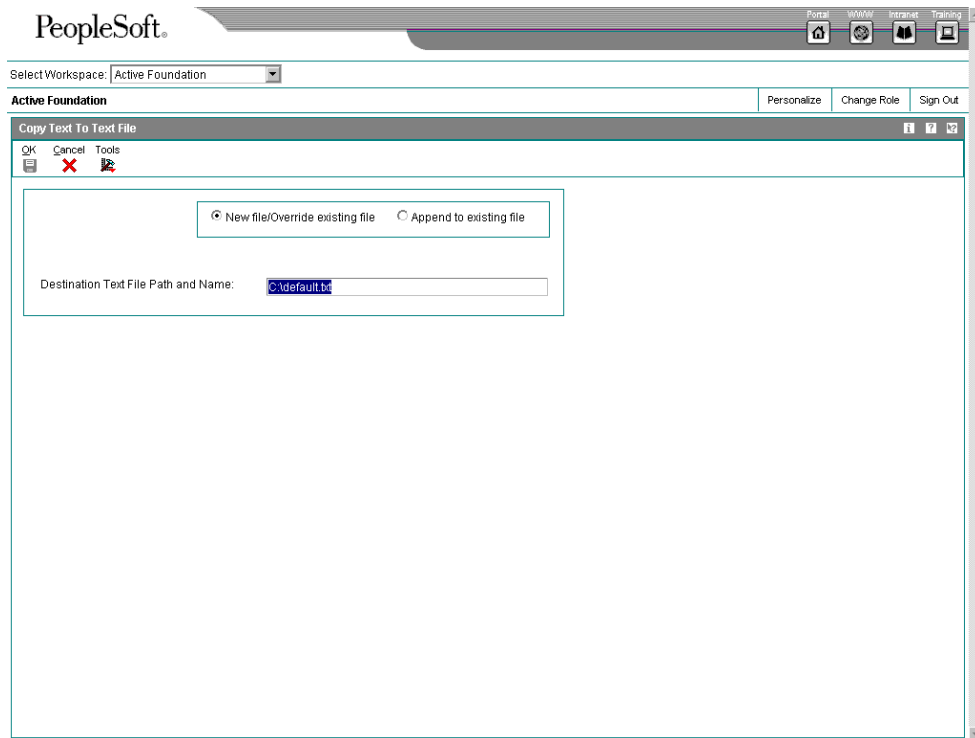 PeopleSoft.
Portal WWW Intranet Training
Select Workspace: Active Foundation
Active Foundation Personalize Change Role Sign Out
Copy Text To Text File
OK Cancel Tools
New file/Override existing file Append to existing file
Destination Text File Path and Name: C:\default.txt